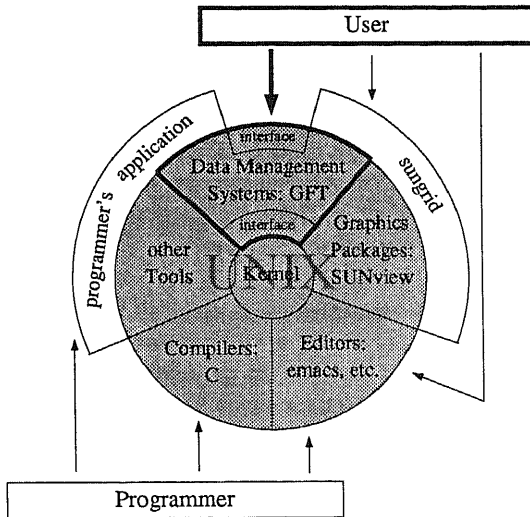 User
programmer's application
interface
sungrid
Data Management
Systems: GFT
interface
other
Tools
Graphics
Packages:
SUNview
UNIX
Kernel
Compilers:
C
Editors:
emacs, etc.
Programmer